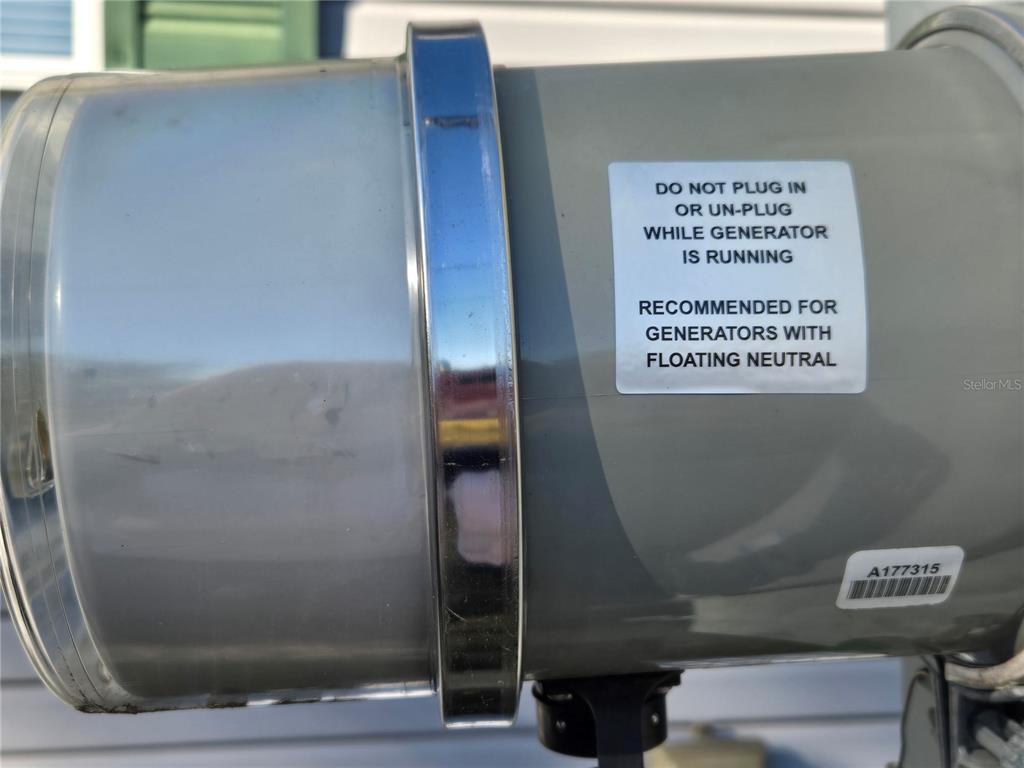 DO NOT PLUG IN
OR UN-PLUG
WHILE GENERATOR
IS RUNNING
RECOMMENDED FOR
GENERATORS WITH
FLOATING NEUTRAL
StellarMLS
A177315